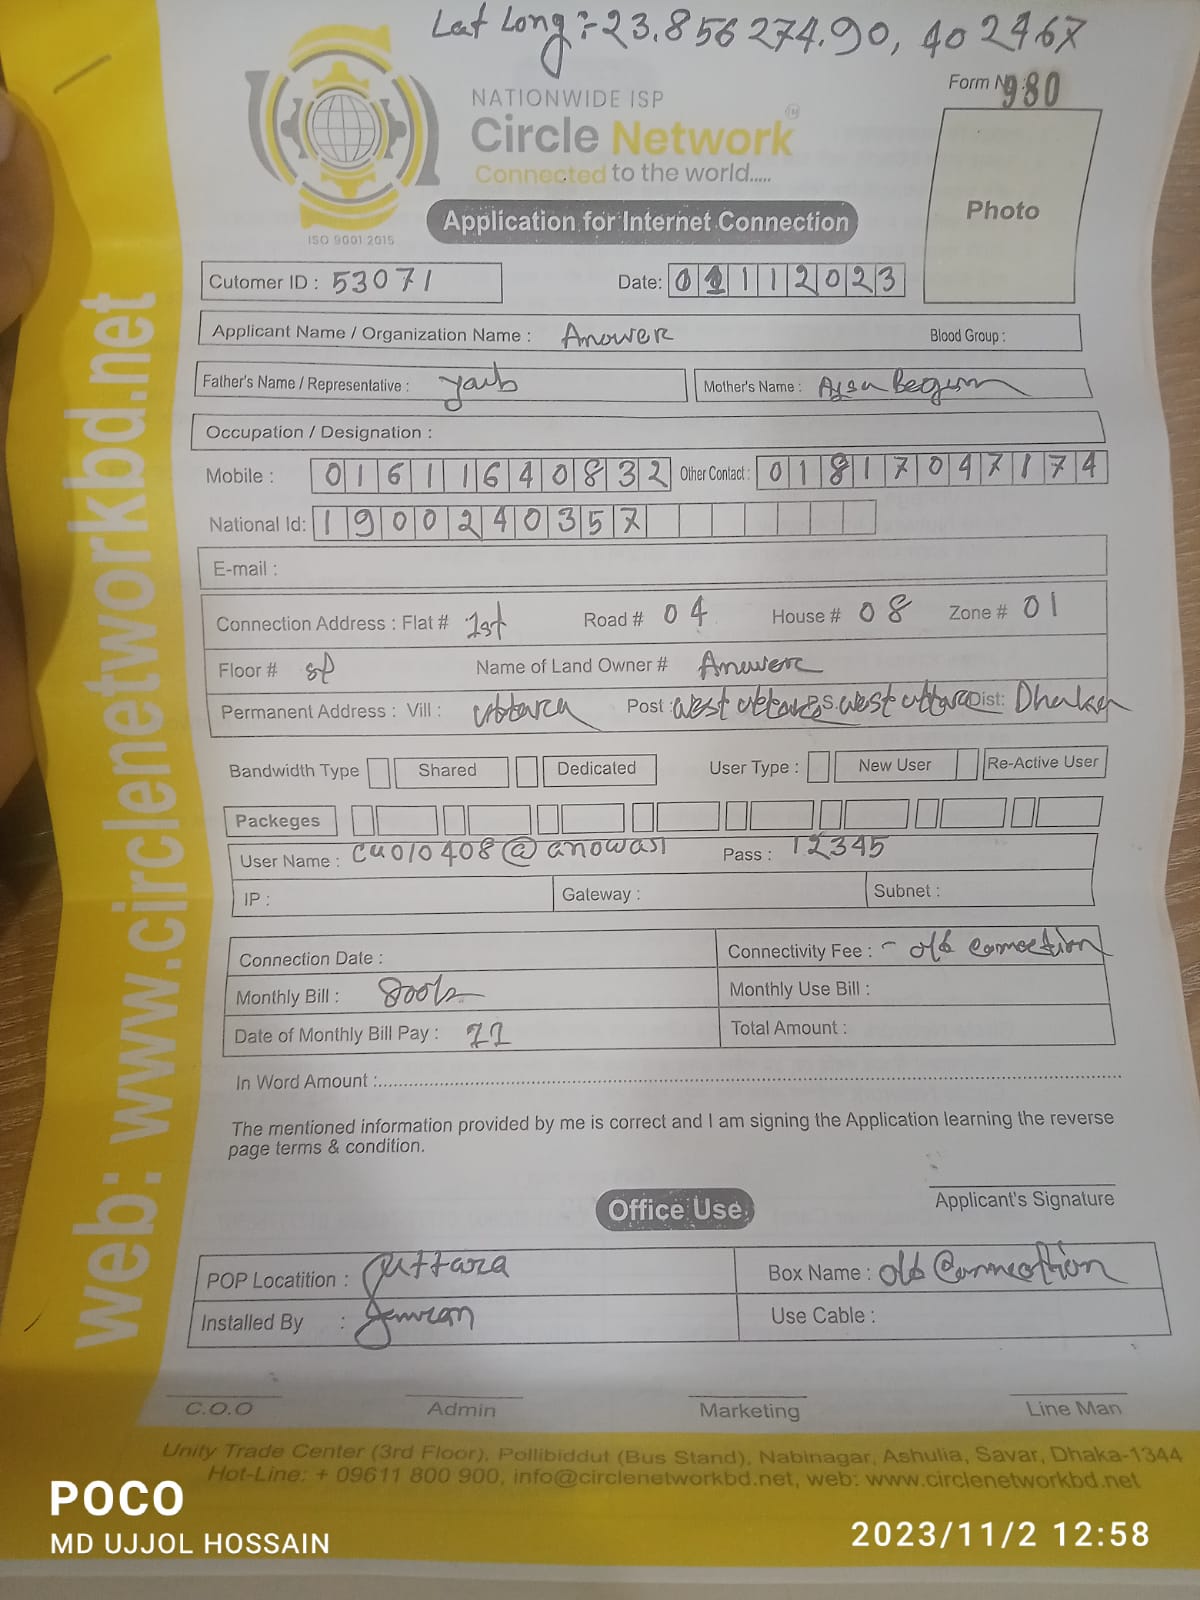 Lat Long :- 23.856274.90, 402467
Form N 980
NATIONWIDE ISP
Circle Network
TM
Connected to the world.....
Photo
Application for Internet Connection
ISO 9001:2015
Cutomer ID : 53071 Date: 01112023
Applicant Name / Organization Name : Anower Blood Group :
Father's Name / Representative : Mother's Name : Begum
Occupation / Designation :
Mobile : 01611640832 Other Contact : 01817047174
National Id: 1900240357
E-mail :
Connection Address : Flat # 1st Road # 04 House # 08 Zone # 01
Floor # Name of Land Owner # Anower
Permanent Address : Vill : uttara Post : west uttara P.S. west uttara Dist: Dhaka
Bandwidth Type Shared Dedicated User Type : New User Re-Active User
Packeges
User Name : cu010408@anowar Pass : 12345
IP : Gateway : Subnet :
Connection Date : Connectivity Fee : - old connection
Monthly Bill : 800/- Monthly Use Bill :
Date of Monthly Bill Pay : 11 Total Amount :
In Word Amount :
The mentioned information provided by me is correct and I am signing the Application learning the reverse
page terms & condition.
Applicant's Signature
Office Use
POP Locatition : uttara Box Name : old Connection
Installed By : Use Cable :
C.O.O Admin Marketing Line Man
Unity Trade Center (3rd Floor), Pollibiddut (Bus Stand), Nabinagar, Ashulia, Savar, Dhaka-1344
Hot-Line: + 09611 800 900, info@circlenetworkbd.net, web: www.circlenetworkbd.net
web: www.circlenetworkbd.net
POCO
MD UJJOL HOSSAIN
2023/11/2 12:58